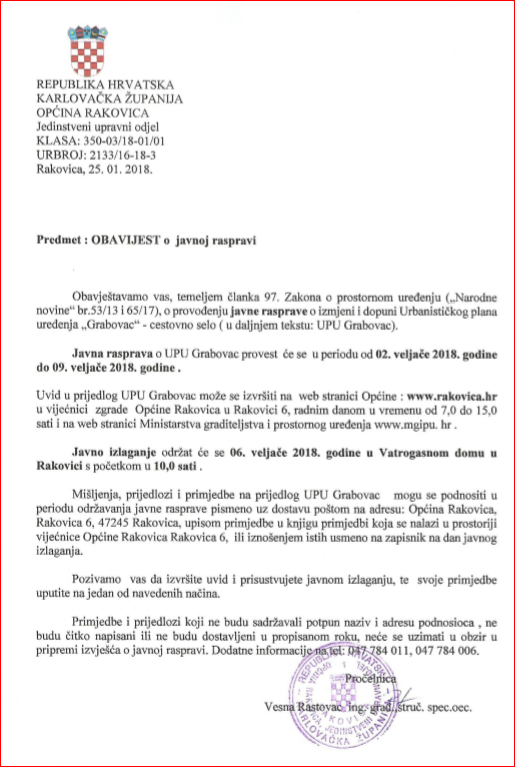 REPUBLIKA HRVATSKA
KARLOVAČKA ŽUPANIJA
OPĆINA RAKOVICA
Jedinstveni upravni odjel
KLASA: 350-03/18-01/01
URBROJ: 2133/16-18-3
Rakovica, 25. 01. 2018.
Predmet : OBAVIJEST o javnoj raspravi
Obavještavamo vas, temeljem članka 97. Zakona o prostornom uređenju („Narodne
novine“ br.53/13 i 65/17), o provođenju javne rasprave o izmjeni i dopuni Urbanističkog plana
uređenja „Grabovac“ - cestovno selo ( u daljnjem tekstu: UPU Grabovac).
Javna rasprava o UPU Grabovac provest će se u periodu od 02. veljače 2018. godine
do 09. veljače 2018. godine .
Uvid u prijedlog UPU Grabovac može se izvršiti na web stranici Općine : www.rakovica.hr
u vijećnici zgrade Općine Rakovica u Rakovici 6, radnim danom u vremenu od 7,0 do 15,0
sati i na web stranici Ministarstva graditeljstva i prostornog uređenja www.mgipu. hr .
Javno izlaganje održat će se 06. veljače 2018. godine u Vatrogasnom domu u
Rakovici s početkom u 10,0 sati .
Mišljenja, prijedlozi i primjedbe na prijedlog UPU Grabovac mogu se podnositi u
periodu održavanja javne rasprave pismeno uz dostavu poštom na adresu: Općina Rakovica,
Rakovica 6, 47245 Rakovica, upisom primjedbe u knjigu primjedbi koja se nalazi u prostoriji
vijećnice Općine Rakovica Rakovica 6, ili iznošenjem istih usmeno na zapisnik na dan javnog
izlaganja.
Pozivamo vas da izvršite uvid i prisustvujete javnom izlaganju, te svoje primjedbe
uputite na jedan od navedenih načina.
Primjedbe i prijedlozi koji ne budu sadržavali potpun naziv i adresu podnosioca , ne
budu čitko napisani ili ne budu dostavljeni u propisanom roku, neće se uzimati u obzir u
pripremi izvješća o javnoj raspravi. Dodatne informacije na tel: 047 784 011, 047 784 006.
Pročelnica
Vesna Rastovac ing. građ., struč. spec.oec.
REPUBLIKA HRVATSKA
KARLOVAČKA ŽUPANIJA